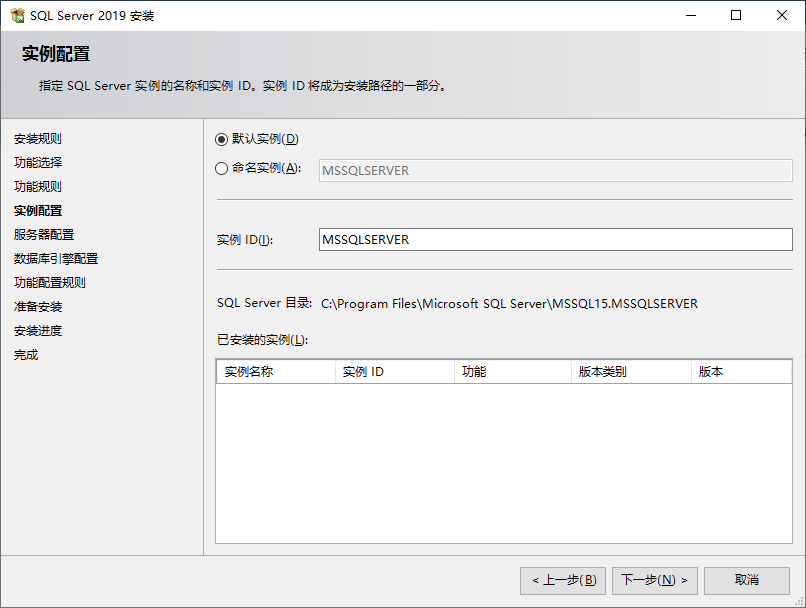 SQL Server 2019 安装
实例配置
指定 SQL Server 实例的名称和实例 ID。实例 ID 将成为安装路径的一部分。
安装规则
功能选择
功能规则
实例配置
服务器配置
数据库引擎配置
功能配置规则
准备安装
安装进度
完成
默认实例(D)
命名实例(A): MSSQLSERVER
实例 ID(I): MSSQLSERVER
SQL Server 目录: C:\Program Files\Microsoft SQL Server\MSSQL15.MSSQLSERVER
已安装的实例(L):
实例名称 实例 ID 功能 版本类别 版本
< 上一步(B) 下一步(N) > 取消